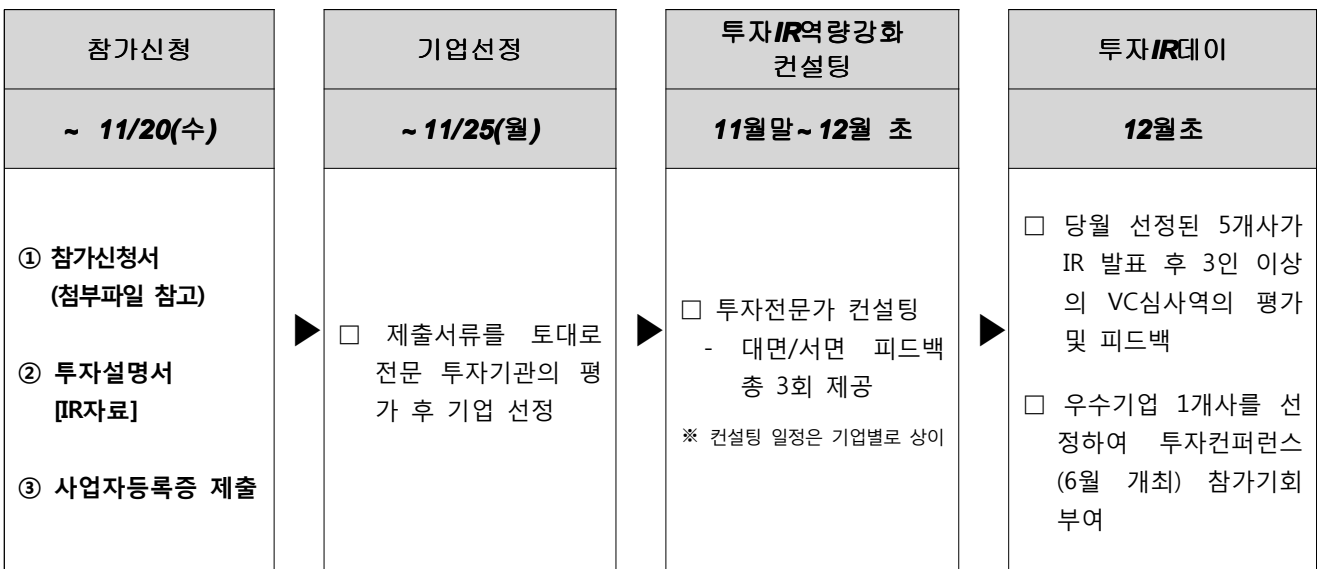 참가신청
~ 11/20(수)
① 참가신청서
(첨부파일 참고)
② 투자설명서
[IR자료]
③ 사업자등록증 제출
▶
기업선정
~ 11/25(월)
□ 제출서류를 토대로
전문 투자기관의 평
가 후 기업 선정
▶
투자IR역량강화
컨설팅
11월말~ 12월 초
□ 투자전문가 컨설팅
- 대면/서면 피드백
총 3회 제공
※ 컨설팅 일정은 기업별로 상이
▶
투자IR데이
12월초
□ 당월 선정된 5개사가
IR 발표 후 3인 이상
의 VC심사역의 평가
및 피드백
□ 우수기업 1개사를 선
정하여 투자컨퍼런스
(6월 개최) 참가기회
부여